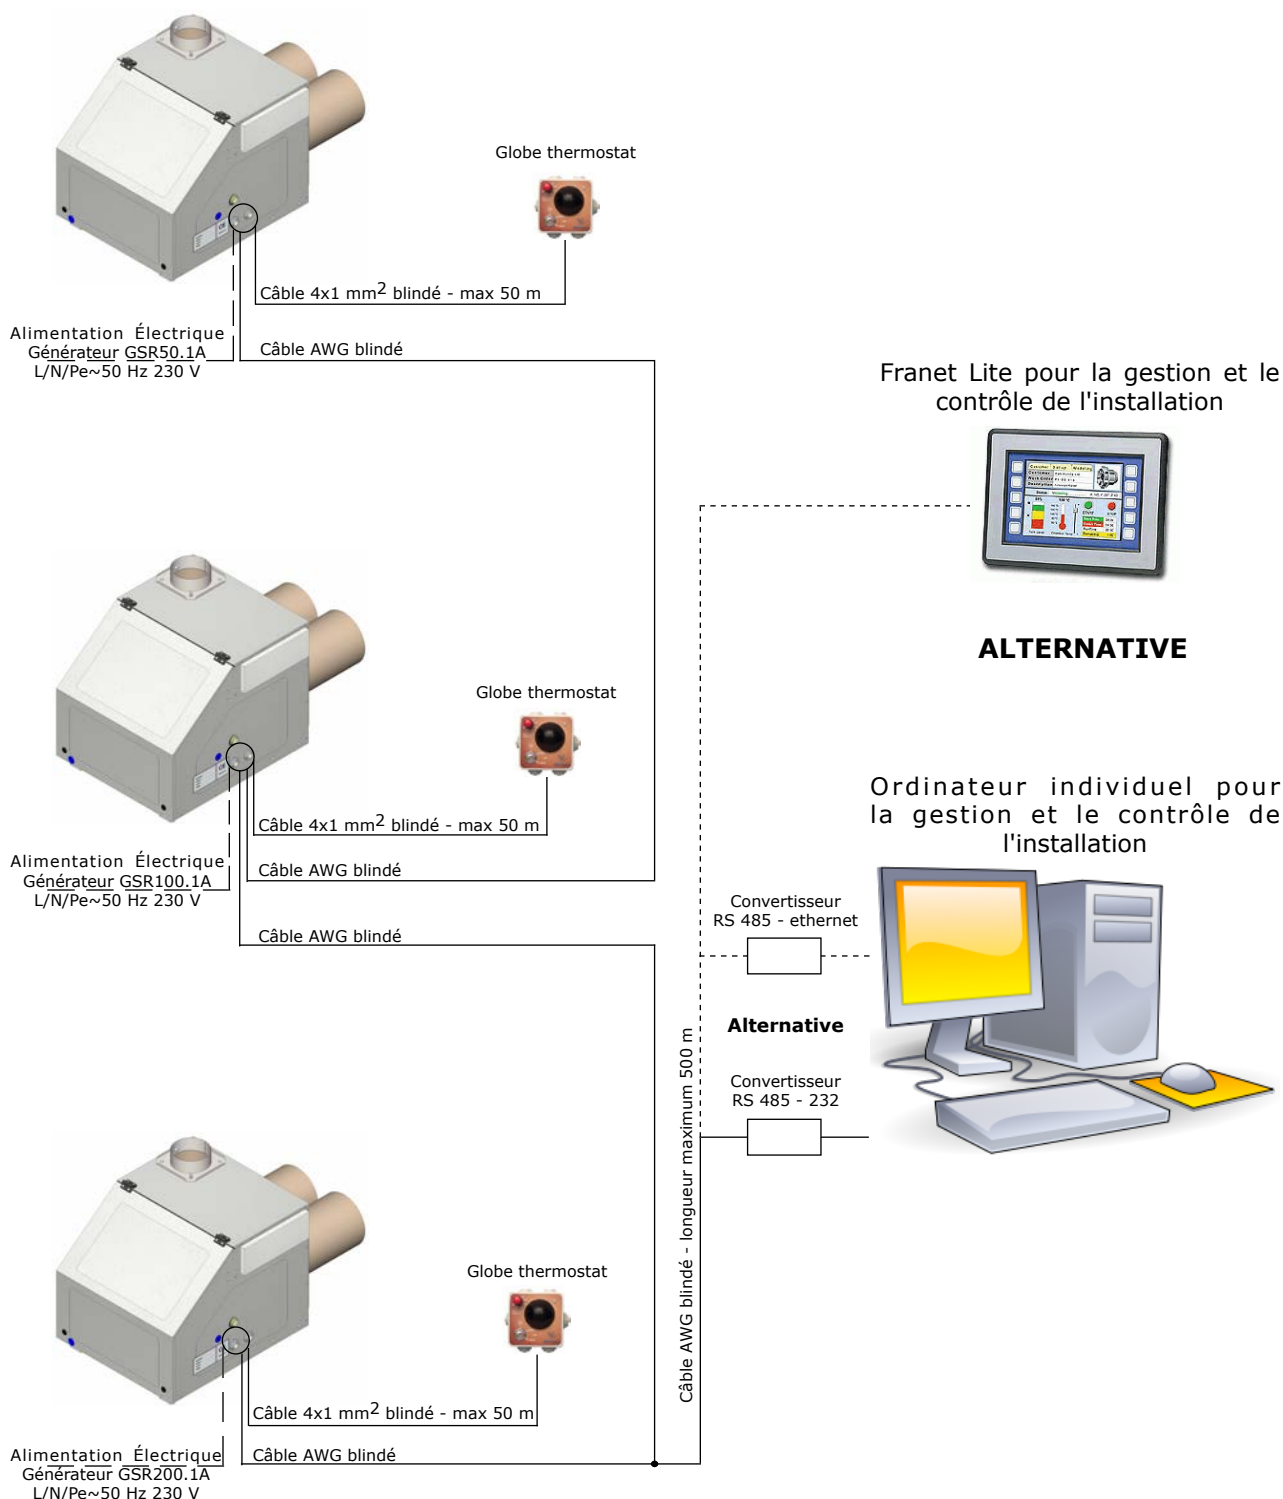 Globe thermostat
Câble 4x1 mm2 blindé - max 50 m
Alimentation Électrique
Générateur GSR50.1A
L/N/Pe~50 Hz 230 V
Câble AWG blindé
Franet Lite pour la gestion et le
contrôle de l'installation
ALTERNATIVE
Globe thermostat
Câble 4x1 mm2 blindé - max 50 m
Alimentation Électrique
Générateur GSR100.1A
L/N/Pe~50 Hz 230 V
Câble AWG blindé
Câble AWG blindé
Ordinateur individuel pour
la gestion et le contrôle de
l'installation
Convertisseur
RS 485 - ethernet
Alternative
Convertisseur
RS 485 - 232
Câble AWG blindé - longueur maximum 500 m
Globe thermostat
Câble 4x1 mm2 blindé - max 50 m
Alimentation Électrique
Générateur GSR200.1A
L/N/Pe~50 Hz 230 V
Câble AWG blindé